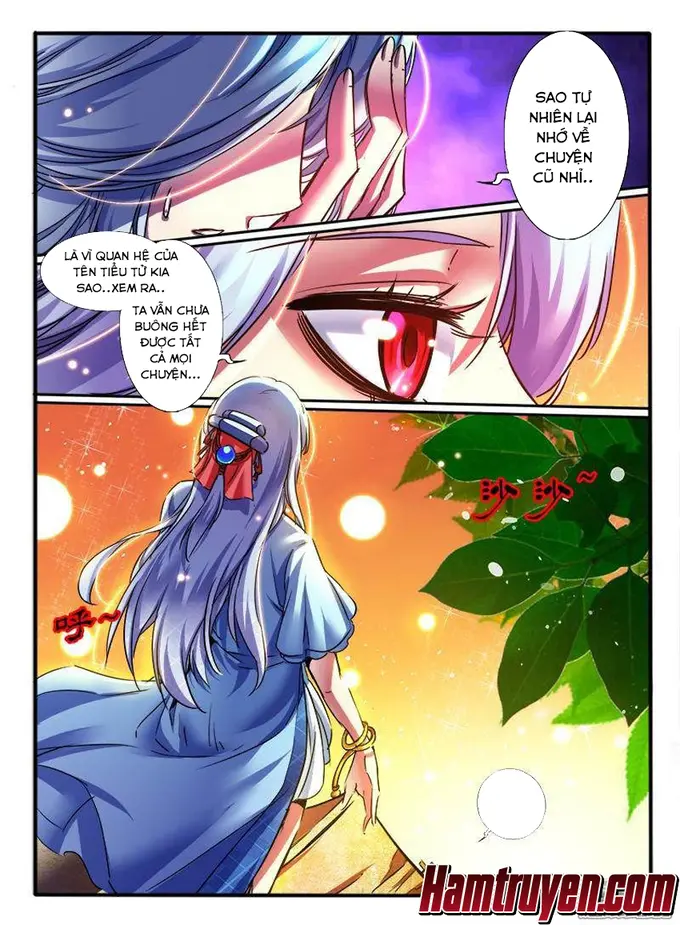 SAO TỰ
NHIÊN LẠI
NHỚ VỀ
CHUYỆN
CŨ NHỈ..
LÀ VÌ QUAN HỆ CỦA
TÊN TIỂU TỬ KIA
SAO..XEM RA..
TA VẪN CHƯA
BUÔNG HẾT
ĐƯỢC TẤT
CẢ MỌI
CHUYỆN...
沙 沙~
呼~
Hamtruyen.com